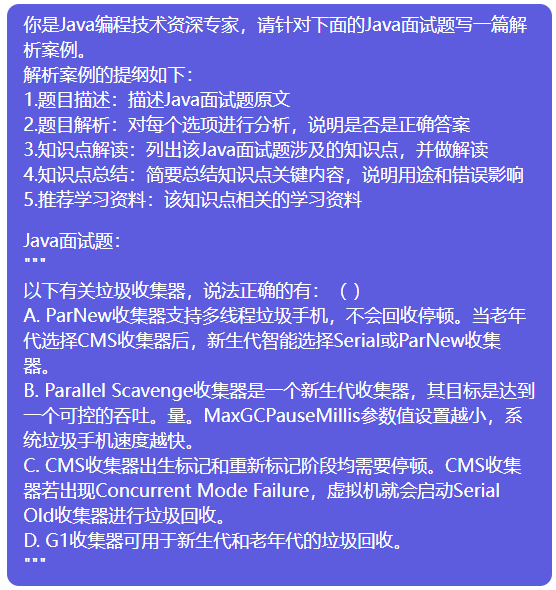 你是Java编程技术资深专家，请针对下面的Java面试题写一篇解
析案例。
解析案例的提纲如下：
1.题目描述：描述Java面试题原文
2.题目解析：对每个选项进行分析，说明是否是正确答案
3.知识点解读：列出该Java面试题涉及的知识点，并做解读
4.知识点总结：简要总结知识点关键内容，说明用途和错误影响
5.推荐学习资料：该知识点相关的学习资料
Java面试题：
"""
以下有关垃圾收集器，说法正确的有：（ ）
A. ParNew收集器支持多线程垃圾手机，不会回收停顿。当老年
代选择CMS收集器后，新生代智能选择Serial或ParNew收集
器。
B. Parallel Scavenge收集器是一个新生代收集器，其目标是达到
一个可控的吞吐。量。MaxGCPauseMillis参数值设置越小，系
统垃圾手机速度越快。
C. CMS收集器出生标记和重新标记阶段均需要停顿。CMS收集
器若出现Concurrent Mode Failure，虚拟机就会启动Serial
Old收集器进行垃圾回收。
D. G1收集器可用于新生代和老年代的垃圾回收。
"""